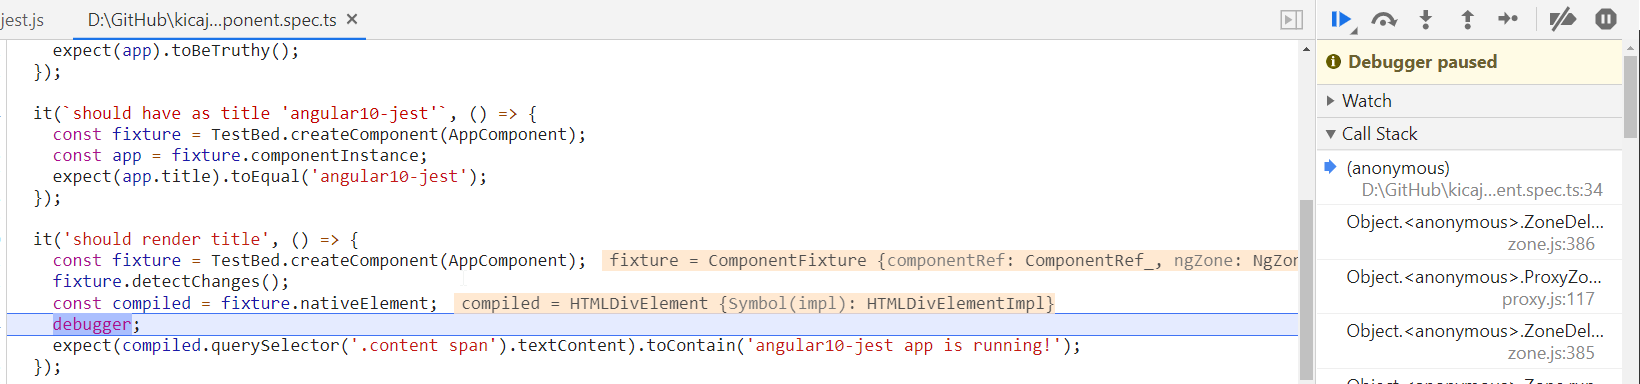 jest.js
D:\GitHub\kicaj...ponent.spec.ts ×
expect(app).toBeTruthy();
});
it(`should have as title 'angular10-jest'`, () => {
const fixture = TestBed.createComponent(AppComponent);
const app = fixture.componentInstance;
expect(app.title).toEqual('angular10-jest');
});
it('should render title', () => {
const fixture = TestBed.createComponent(AppComponent); fixture = ComponentFixture {componentRef: ComponentRef_, ngZone: NgZon
fixture.detectChanges();
const compiled = fixture.nativeElement; compiled = HTMLDivElement {Symbol(impl): HTMLDivElementImpl}
debugger;
expect(compiled.querySelector('.content span').textContent).toContain('angular10-jest app is running!');
});
Debugger paused
Watch
Call Stack
(anonymous)
D:\GitHub\kicaj...ent.spec.ts:34
Object.<anonymous>.ZoneDel...
zone.js:386
Object.<anonymous>.ProxyZo...
proxy.js:117
Object.<anonymous>.ZoneDel...
zone.js:385